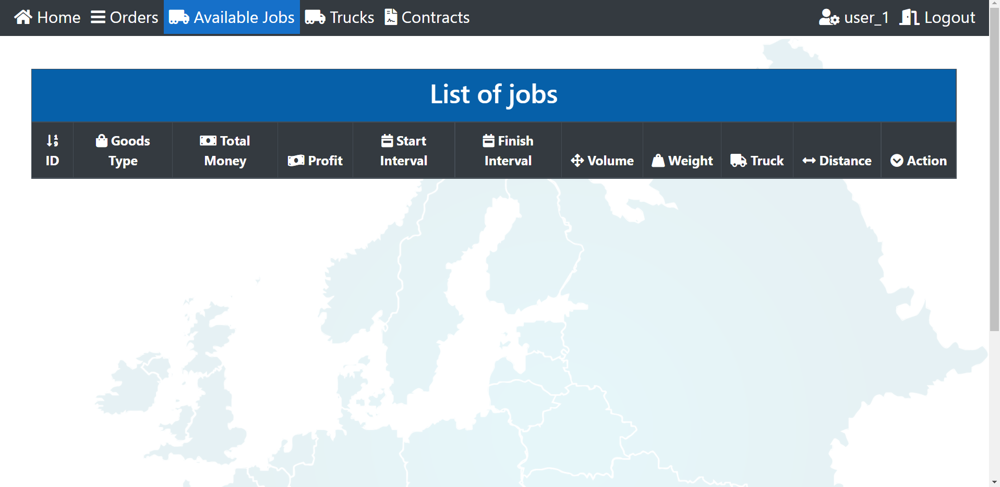 Home Orders Available Jobs Trucks Contracts user_1 Logout
List of jobs
ID
Goods Type
Total Money
Profit
Start Interval
Finish Interval
Volume
Weight
Truck
Distance
Action